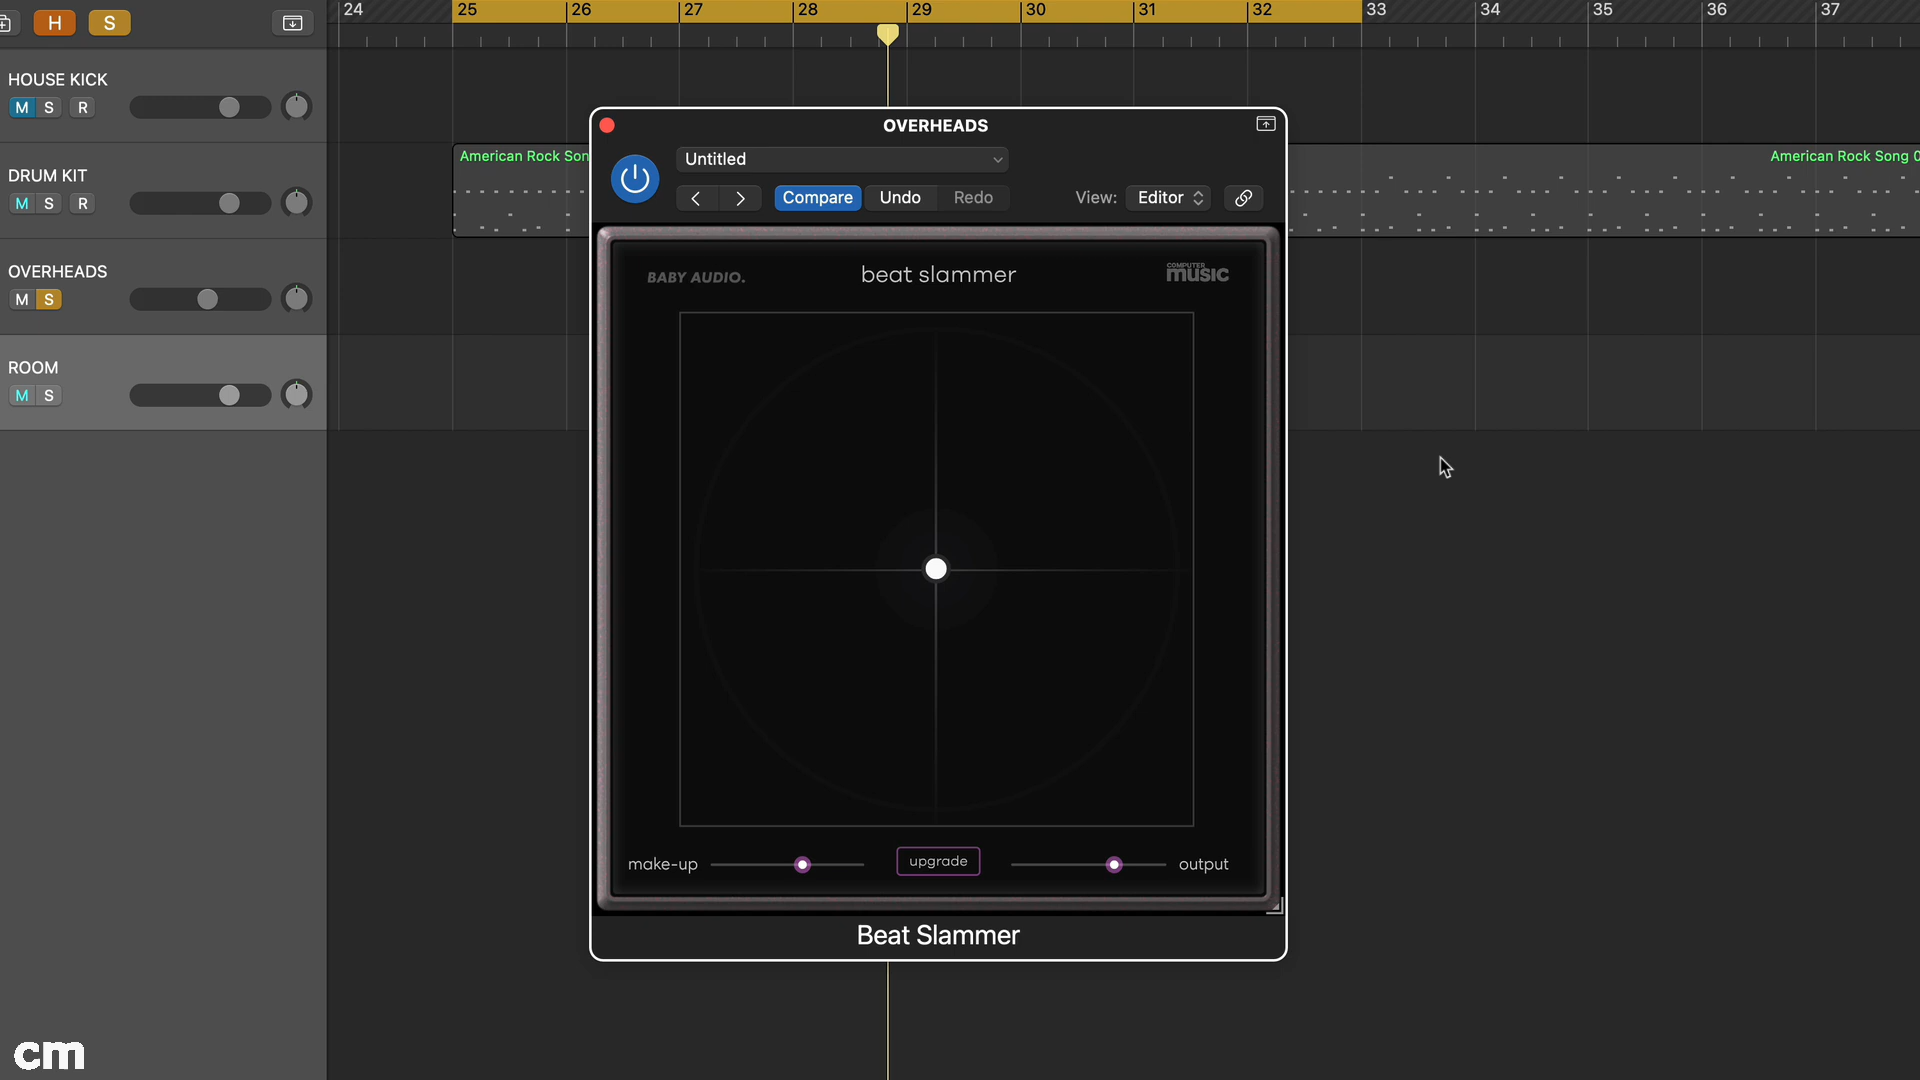 H S
24 25 26 27 28 29 30 31 32 33 34 35 36 37
HOUSE KICK
M S R
DRUM KIT
M S R
OVERHEADS
M S
ROOM
M S
American Rock Son
American Rock Song 0
OVERHEADS
Untitled
Compare Undo Redo View: Editor
BABY AUDIO.
beat slammer
COMPUTER
MUSIC
make-up
upgrade
output
Beat Slammer
cm